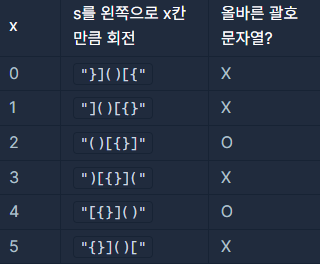 x
s를 왼쪽으로 x칸
만큼 회전
올바른 괄호
문자열?
0 "}]()[{" X
1 "]()[{}" X
2 "()[{}]" O
3 ")[{}](" X
4 "[{}]()" O
5 "{}]()[" X